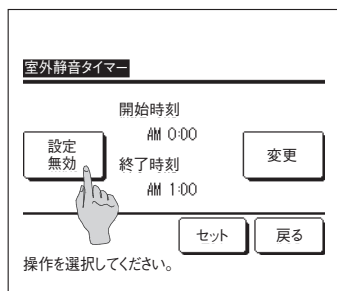 室外静音タイマー
開始時刻
AM 0:00
設定
無効
終了時刻
AM 1:00
変更
セット
戻る
操作を選択してください。